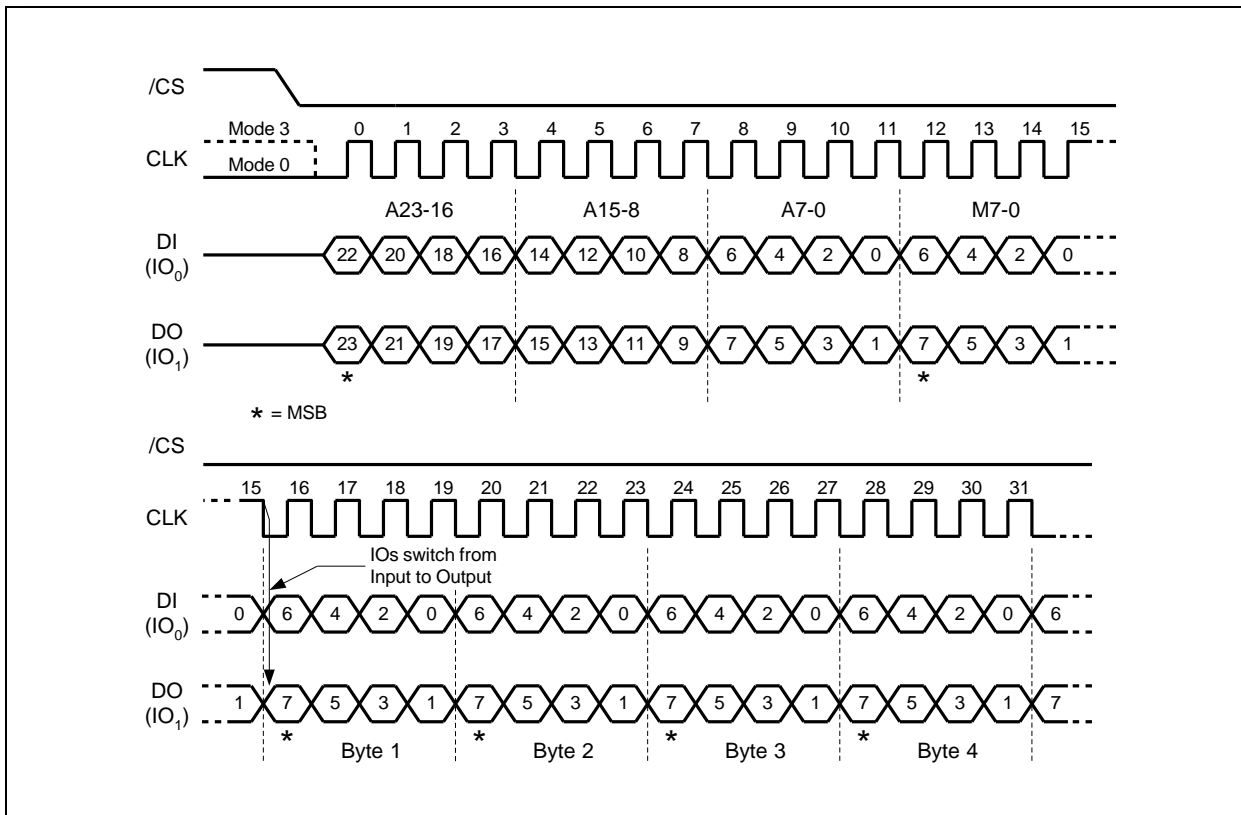 /CS
Mode 3 0 1 2 3 4 5 6 7 8 9 10 11 12 13 14 15
CLK
Mode 0
A23-16 A15-8 A7-0 M7-0
DI (IO0) 22 20 18 16 14 12 10 8 6 4 2 0 6 4 2 0
DO (IO1) 23 21 19 17 15 13 11 9 7 5 3 1 7 5 3 1
* *
* = MSB
/CS
15 16 17 18 19 20 21 22 23 24 25 26 27 28 29 30 31
CLK
IOs switch from
Input to Output
DI (IO0) 0 6 4 2 0 6 4 2 0 6 4 2 0 6 4 2 0 6
DO (IO1) 1 7 5 3 1 7 5 3 1 7 5 3 1 7 5 3 1 7
* * * *
Byte 1 Byte 2 Byte 3 Byte 4